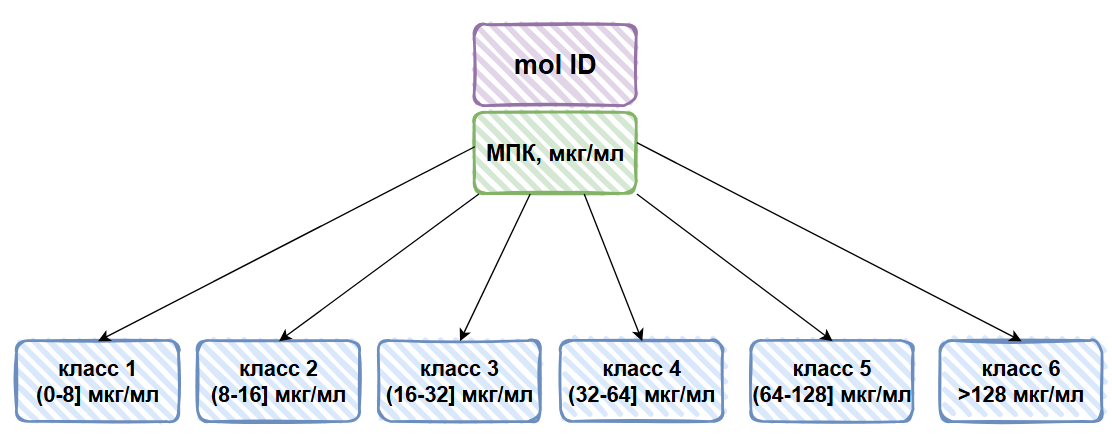 mol ID
МПК, мкг/мл
класс 1
(0-8] мкг/мл
класс 2
(8-16] мкг/мл
класс 3
(16-32] мкг/мл
класс 4
(32-64] мкг/мл
класс 5
(64-128] мкг/мл
класс 6
>128 мкг/мл